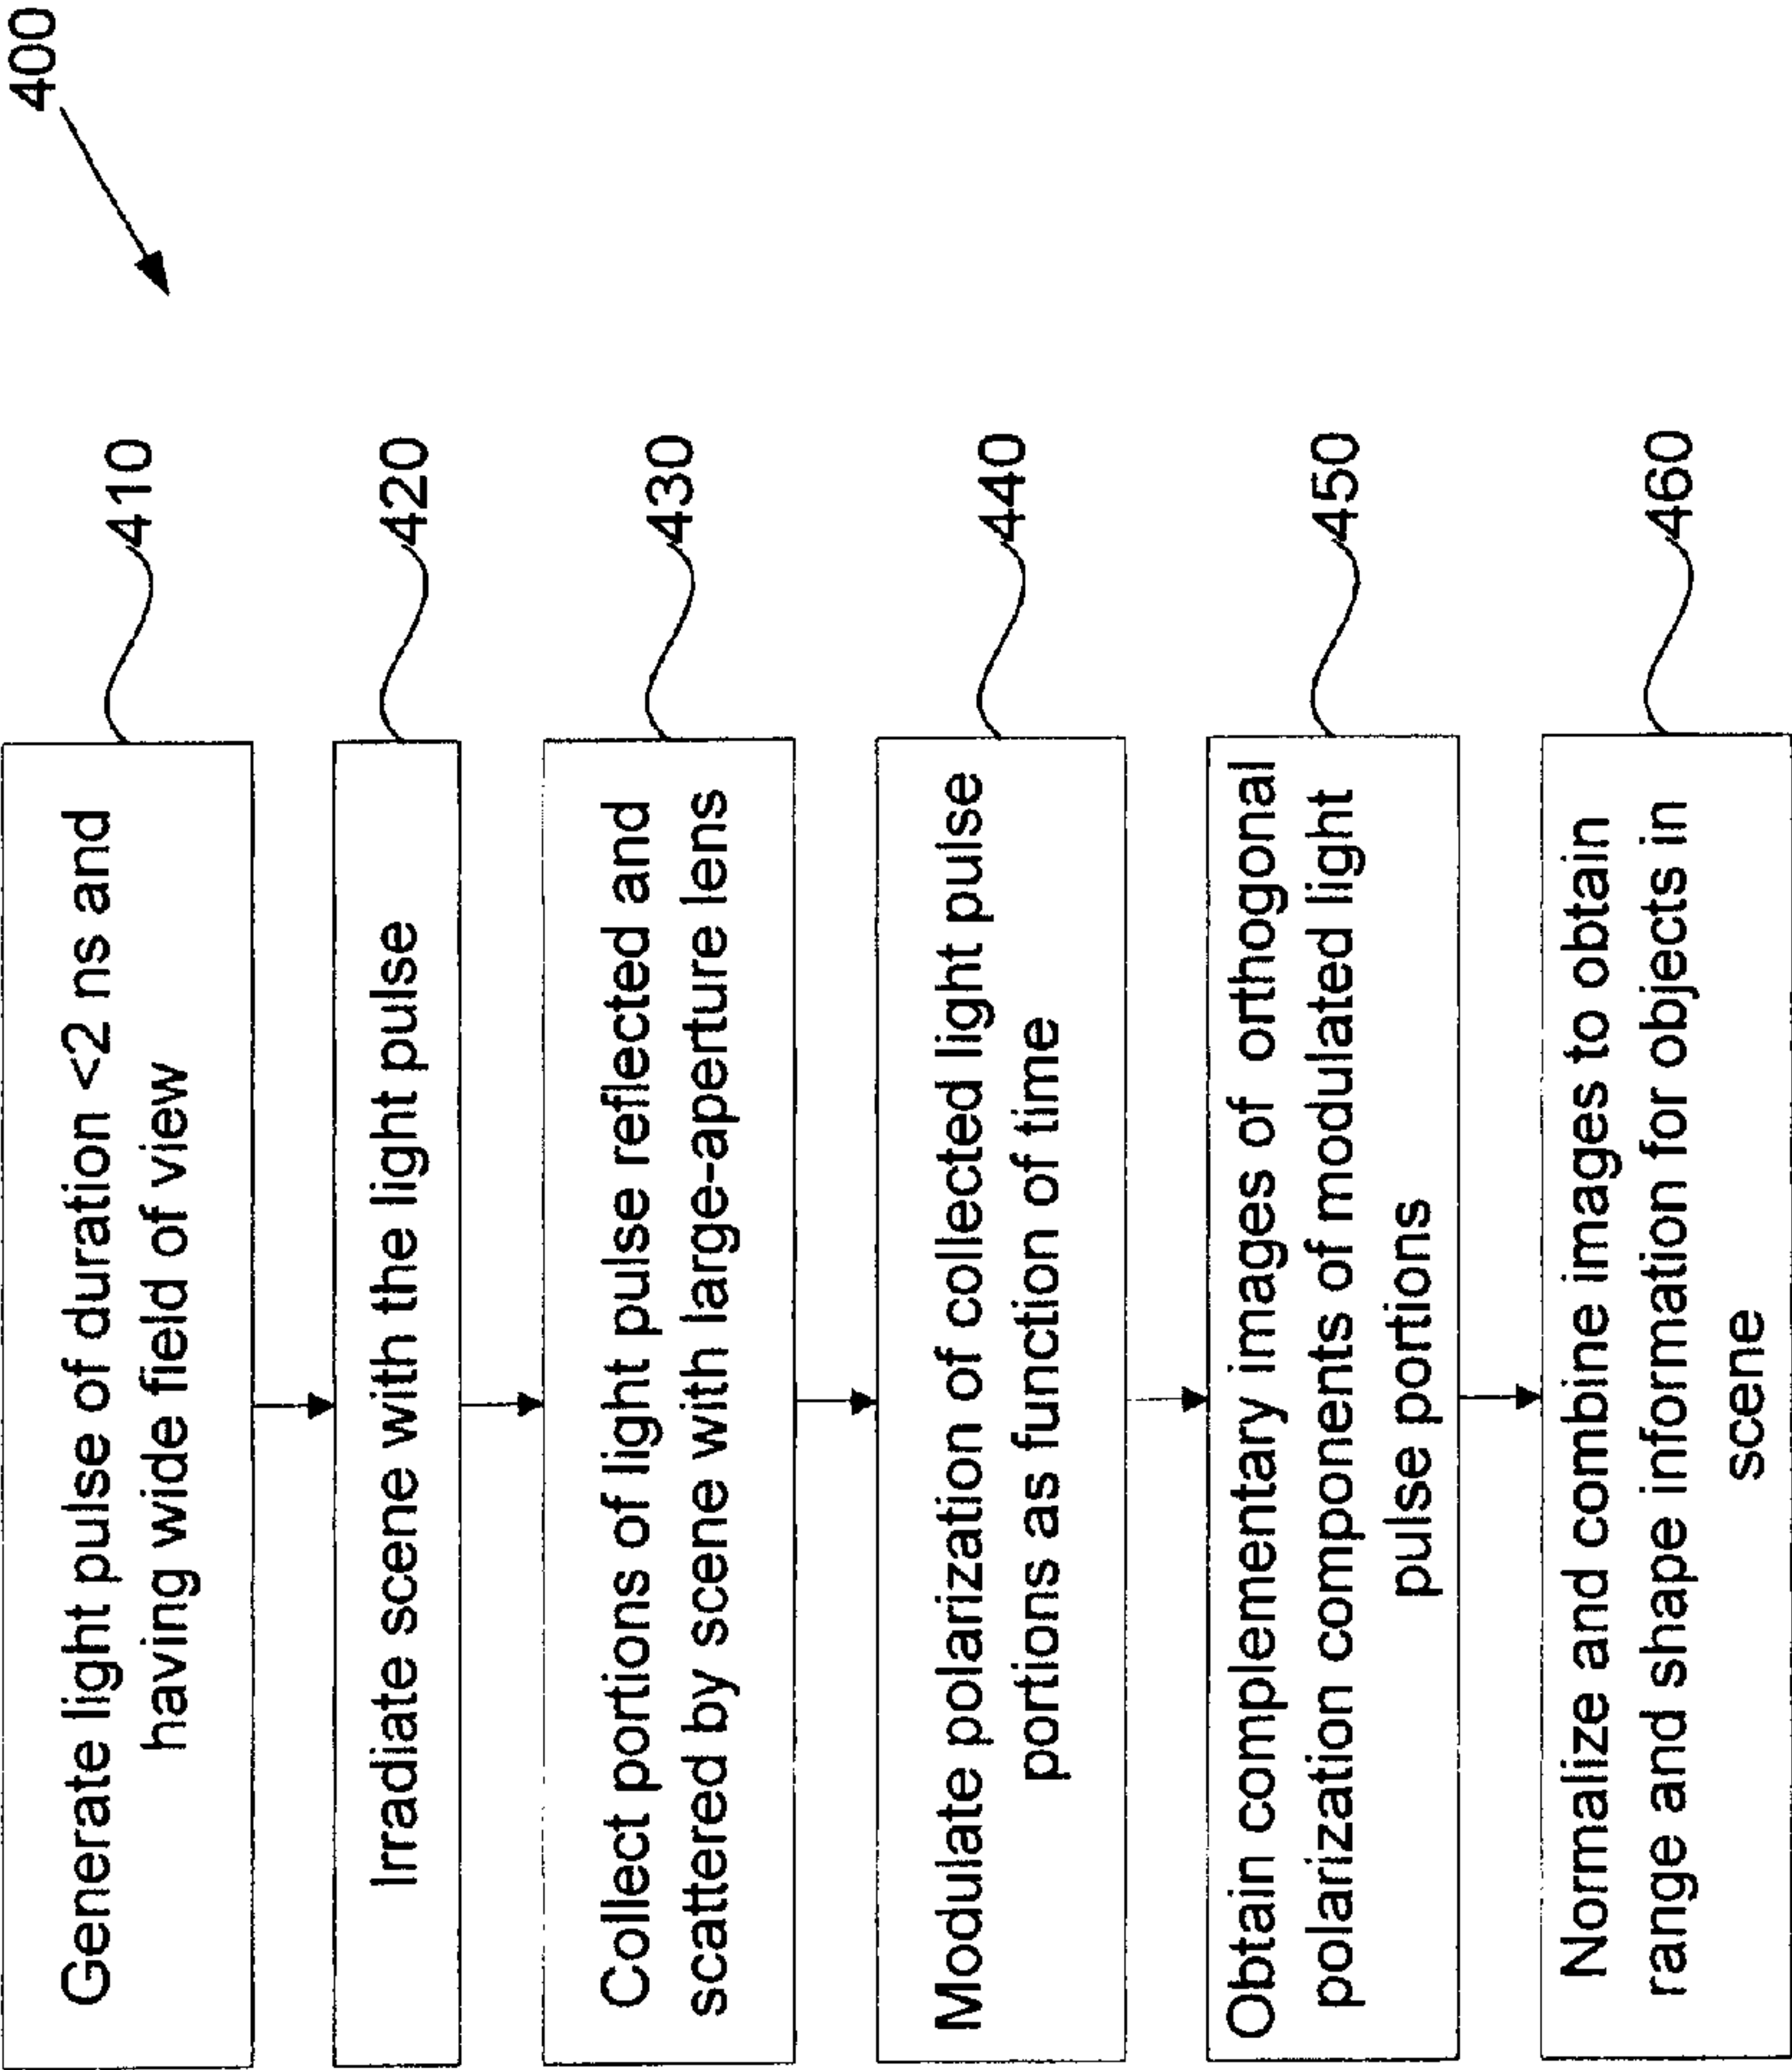 400
Generate light pulse of duration <2 ns and
having wide field of view
410
Irradiate scene with the light pulse
420
Collect portions of light pulse reflected and
scattered by scene with large-aperture lens
430
Modulate polarization of collected light pulse
portions as function of time
440
Obtain complementary images of orthogonal
polarization components of modulated light
pulse portions
450
Normalize and combine images to obtain
range and shape information for objects in
scene
460